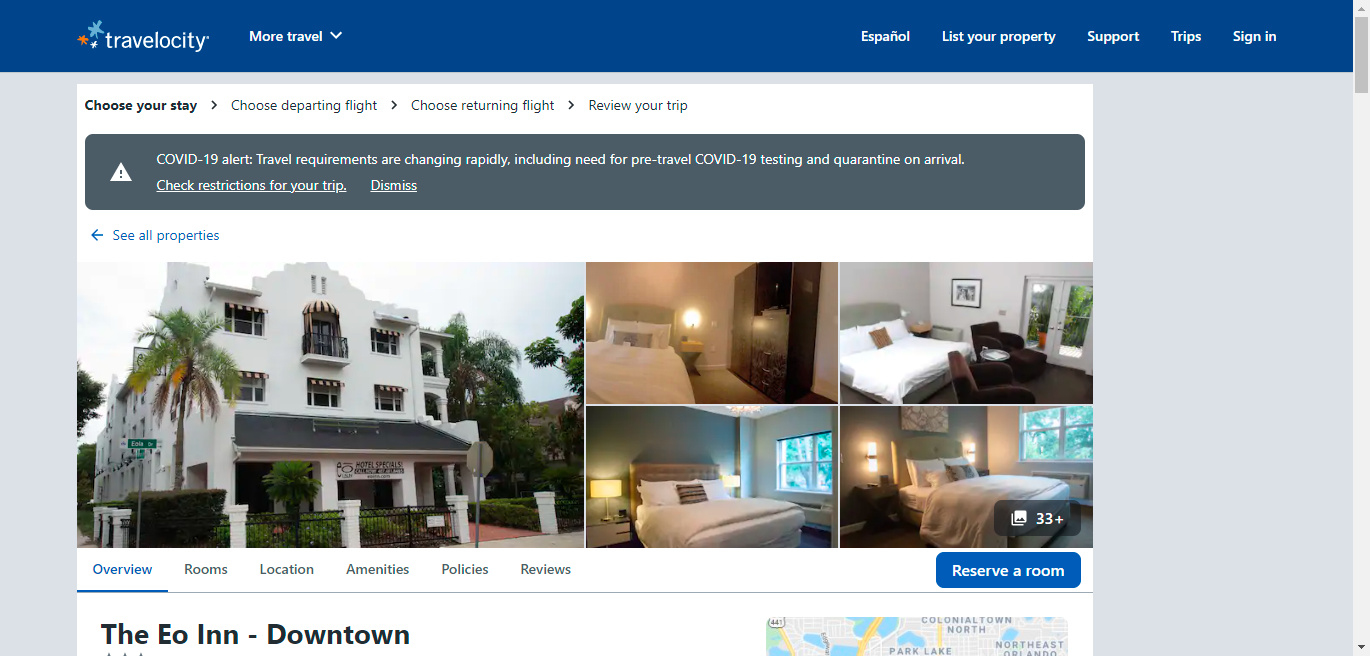 travelocity
More travel
Español
List your property
Support
Trips
Sign in
Choose your stay
Choose departing flight
Choose returning flight
Review your trip
COVID-19 alert: Travel requirements are changing rapidly, including need for pre-travel COVID-19 testing and quarantine on arrival.
Check restrictions for your trip.
Dismiss
See all properties
Eola Dr
HOTEL SPECIALS!
33+
Overview
Rooms
Location
Amenities
Policies
Reviews
Reserve a room
The Eo Inn - Downtown
441
COLONIALTOWN
NORTH
PARK LAKE
NORTHEAST
ORLANDO